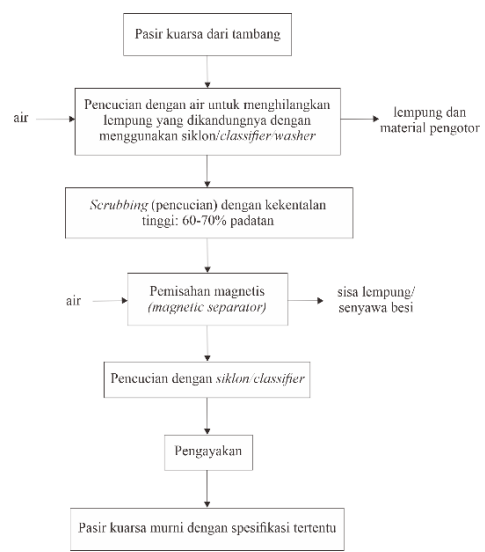 Pasir kuarsa dari tambang
Pencucian dengan air untuk menghilangkan
air
lempung yang dikandungnya dengan
menggunakan siklon/classifier/washer
lempung dan
material pengotor
Scrubbing (pencucian) dengan kekentalan
tinggi: 60-70% padatan
air
Pemisahan magnetis
(magnetic separator)
sisa lempung/
senyawa besi
Pencucian dengan siklon/classifier
Pengayakan
Pasir kuarsa murni dengan spesifikasi tertentu